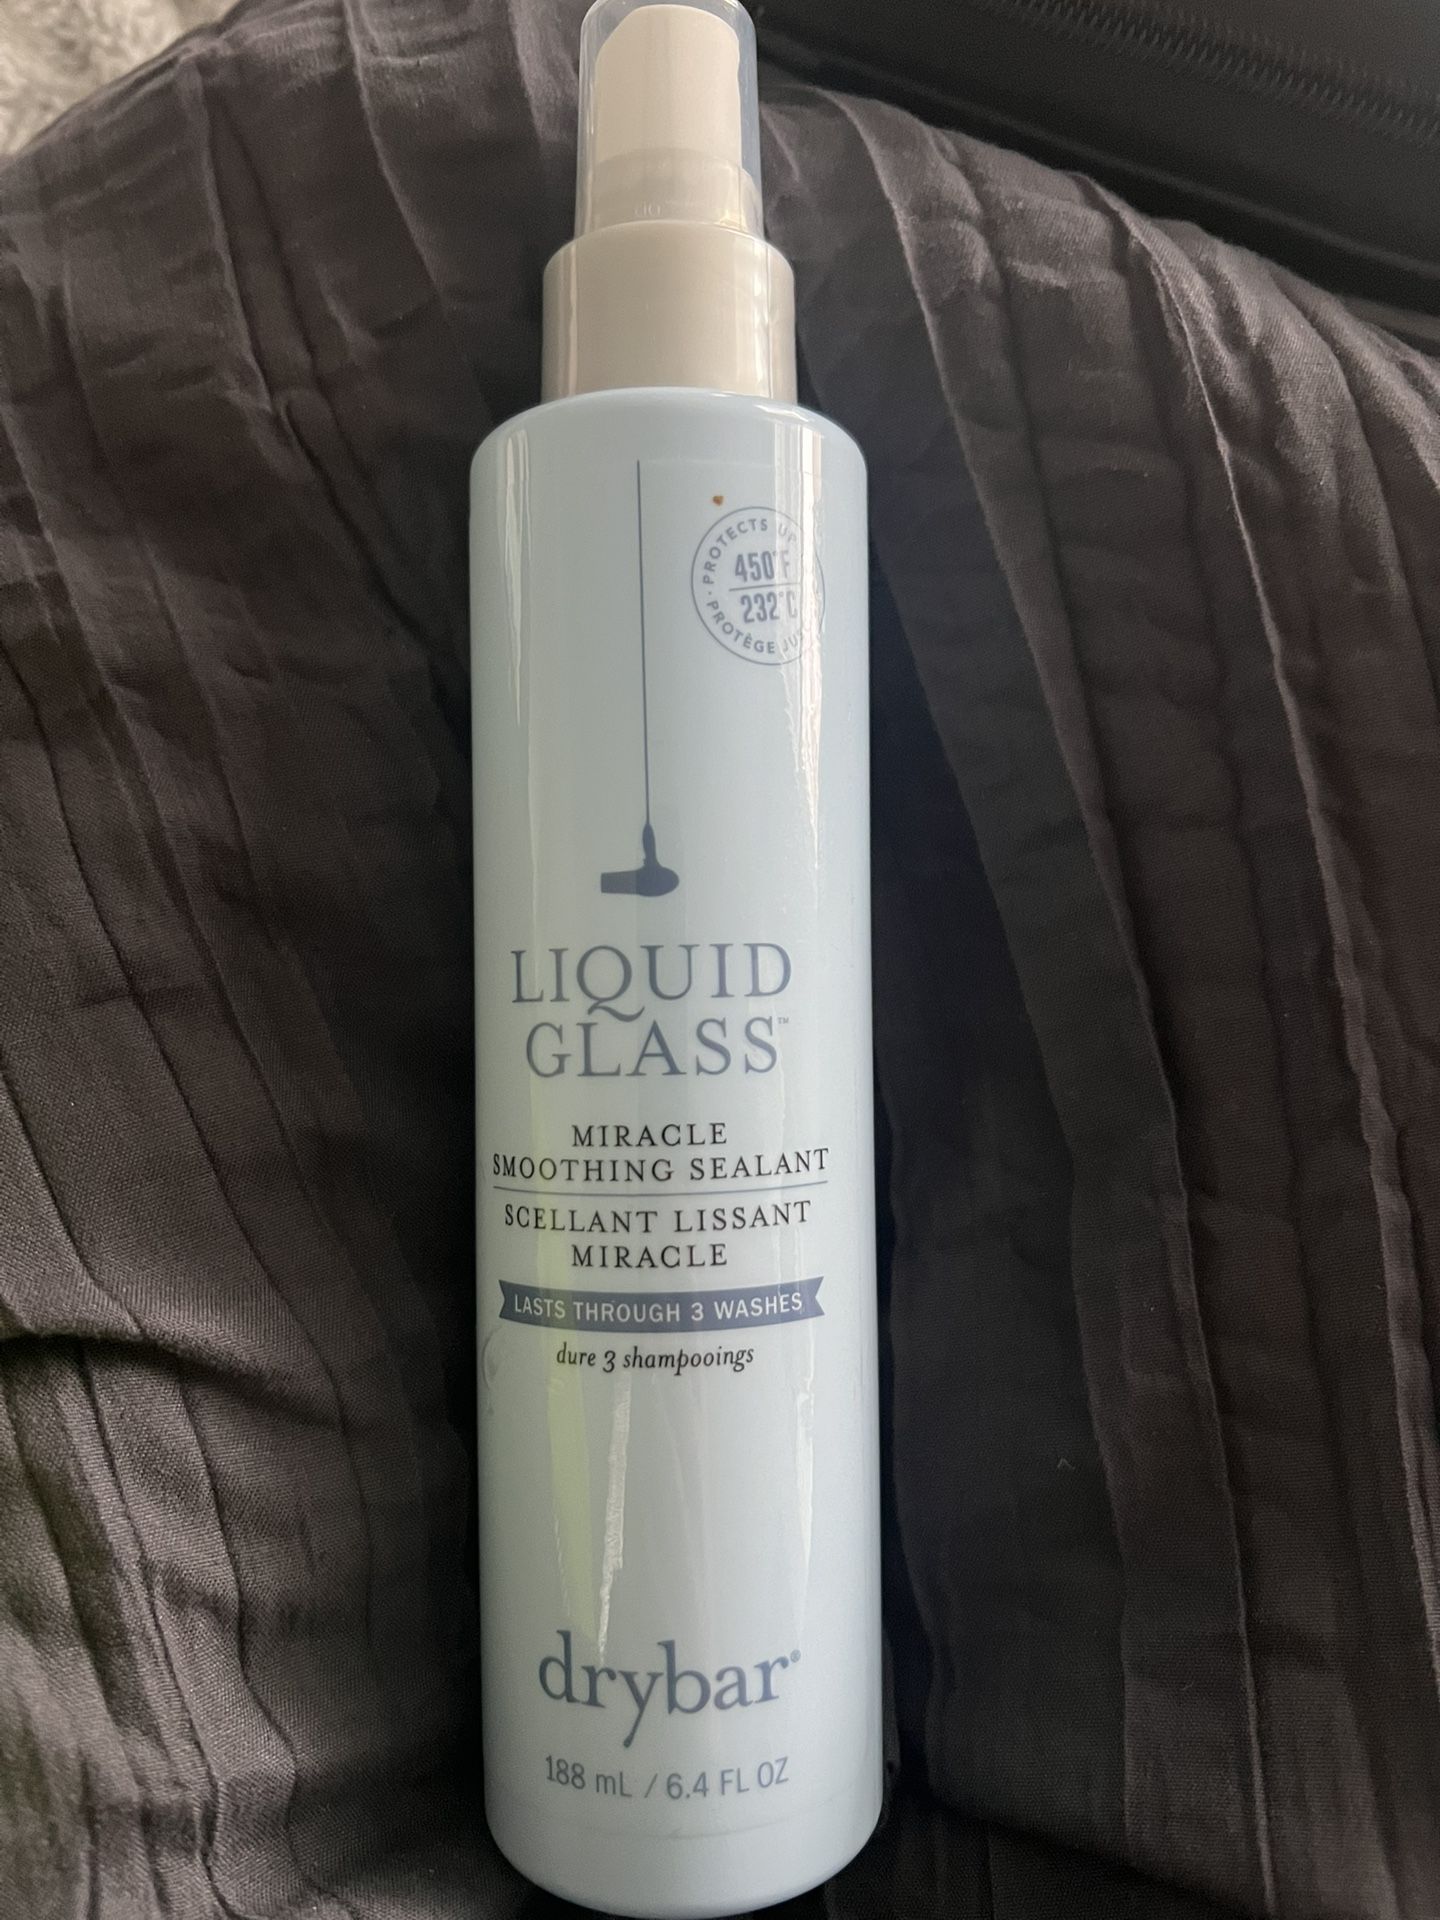 PROTECTS UP
450°F
232°C
PROTÈGE
LIQUID
GLASS™
MIRACLE
SMOOTHING SEALANT
SCELLANT LISSANT
MIRACLE
LASTS THROUGH 3 WASHES
dure 3 shampooings
drybar®
188 mL / 6.4 FL OZ